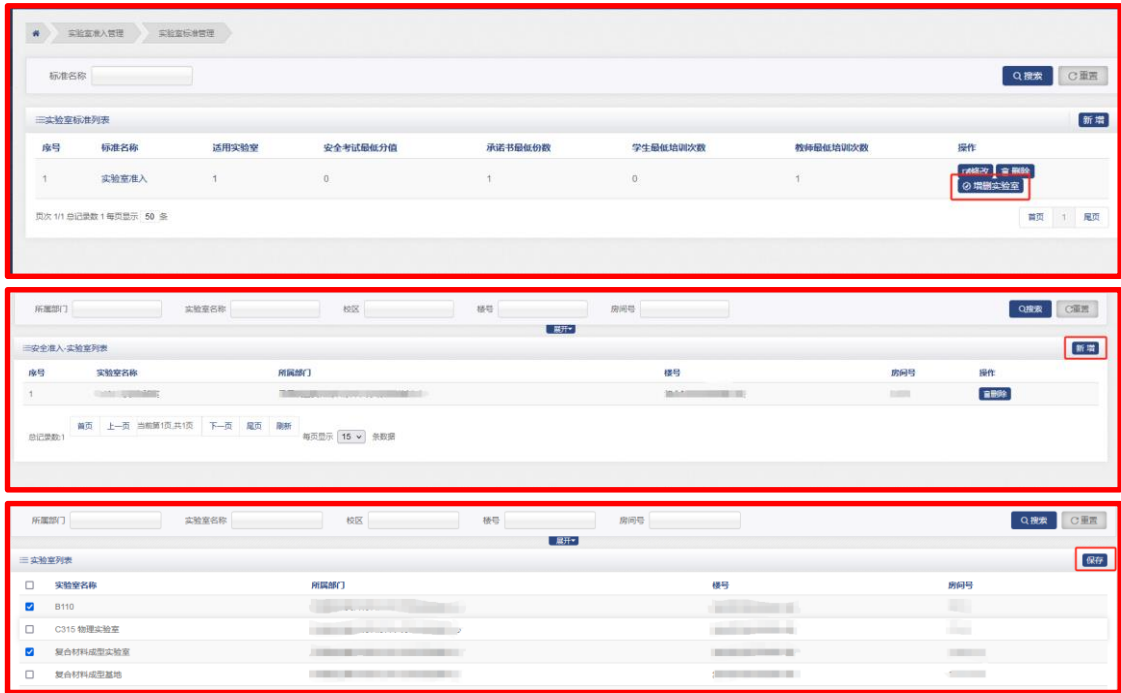 实验室准入管理 实验室标准管理
标准名称 搜索 重置
实验室标准列表 新增
序号 标准名称 适用实验室 安全考试最低分值 承诺书最低份数 学生最低培训次数 教师最低培训次数 操作
1 实验室准入 1 0 1 0 1 修改 删除
增删实验室
页次 1/1 总记录数 1 每页显示 50 条 首页 1 尾页
所属部门 实验室名称 校区 楼号 房间号 搜索 重置
展开
安全准入-实验室列表 新增
序号 实验室名称 所属部门 楼号 房间号 操作
1 删除
总记录数:1 首页 上一页 当前第1页,共1页 下一页 尾页 刷新 每页显示 15 条数据
所属部门 实验室名称 校区 楼号 房间号 搜索 重置
展开
实验室列表 保存
实验室名称 所属部门 楼号 房间号
B110
C315 物理实验室
复合材料成型实验室
复合材料成型基地